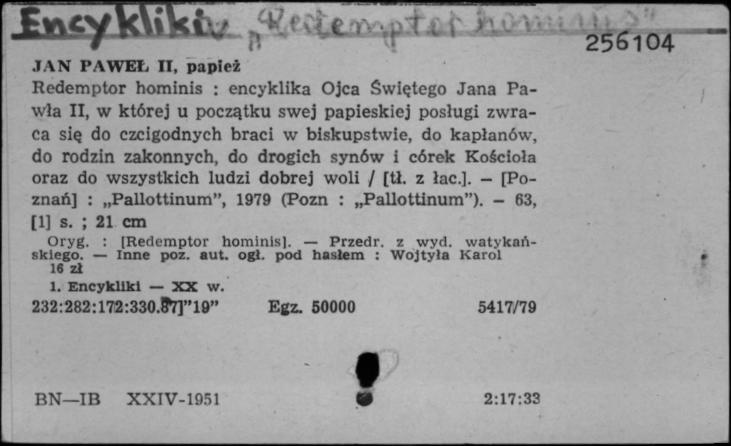 Encykliki „Redemptor hominis"
256104
JAN PAWEŁ II, papież
Redemptor hominis : encyklika Ojca Świętego Jana Pa-
wła II, w której u początku swej papieskiej posługi zwra-
ca się do czcigodnych braci w biskupstwie, do kapłanów,
do rodzin zakonnych, do drogich synów i córek Kościoła
oraz do wszystkich ludzi dobrej woli / [tł. z łac.]. — [Po-
znań] : „Pallottinum”, 1979 (Pozn : „Pallottinum”). — 63,
[1] s. ; 21 cm
Oryg. : [Redemptor hominis]. — Przedr. z wyd. watykań-
skiego. — Inne poz. aut. ogł. pod hasłem : Wojtyła Karol
16 zł
1. Encykliki — XX w.
232:282:172:330.87]”19” Egz. 50000 5417/79
BN—IB XXIV-1951 2:17:33